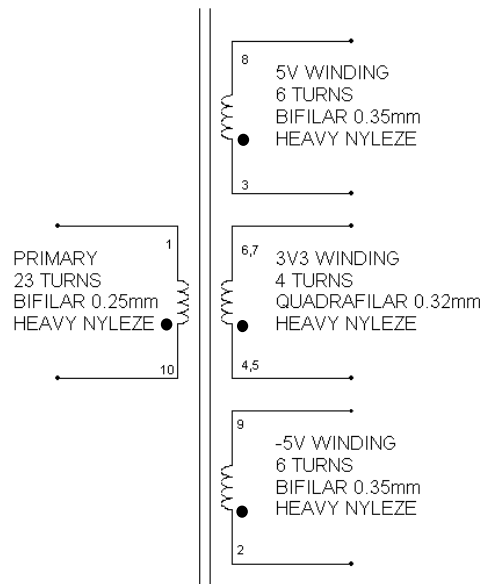 8
5V WINDING
6 TURNS
BIFILAR 0.35mm
HEAVY NYLEZE
3
1
PRIMARY
23 TURNS
BIFILAR 0.25mm
HEAVY NYLEZE
10
6,7
3V3 WINDING
4 TURNS
QUADRAFILAR 0.32mm
HEAVY NYLEZE
4,5
9
-5V WINDING
6 TURNS
BIFILAR 0.35mm
HEAVY NYLEZE
2